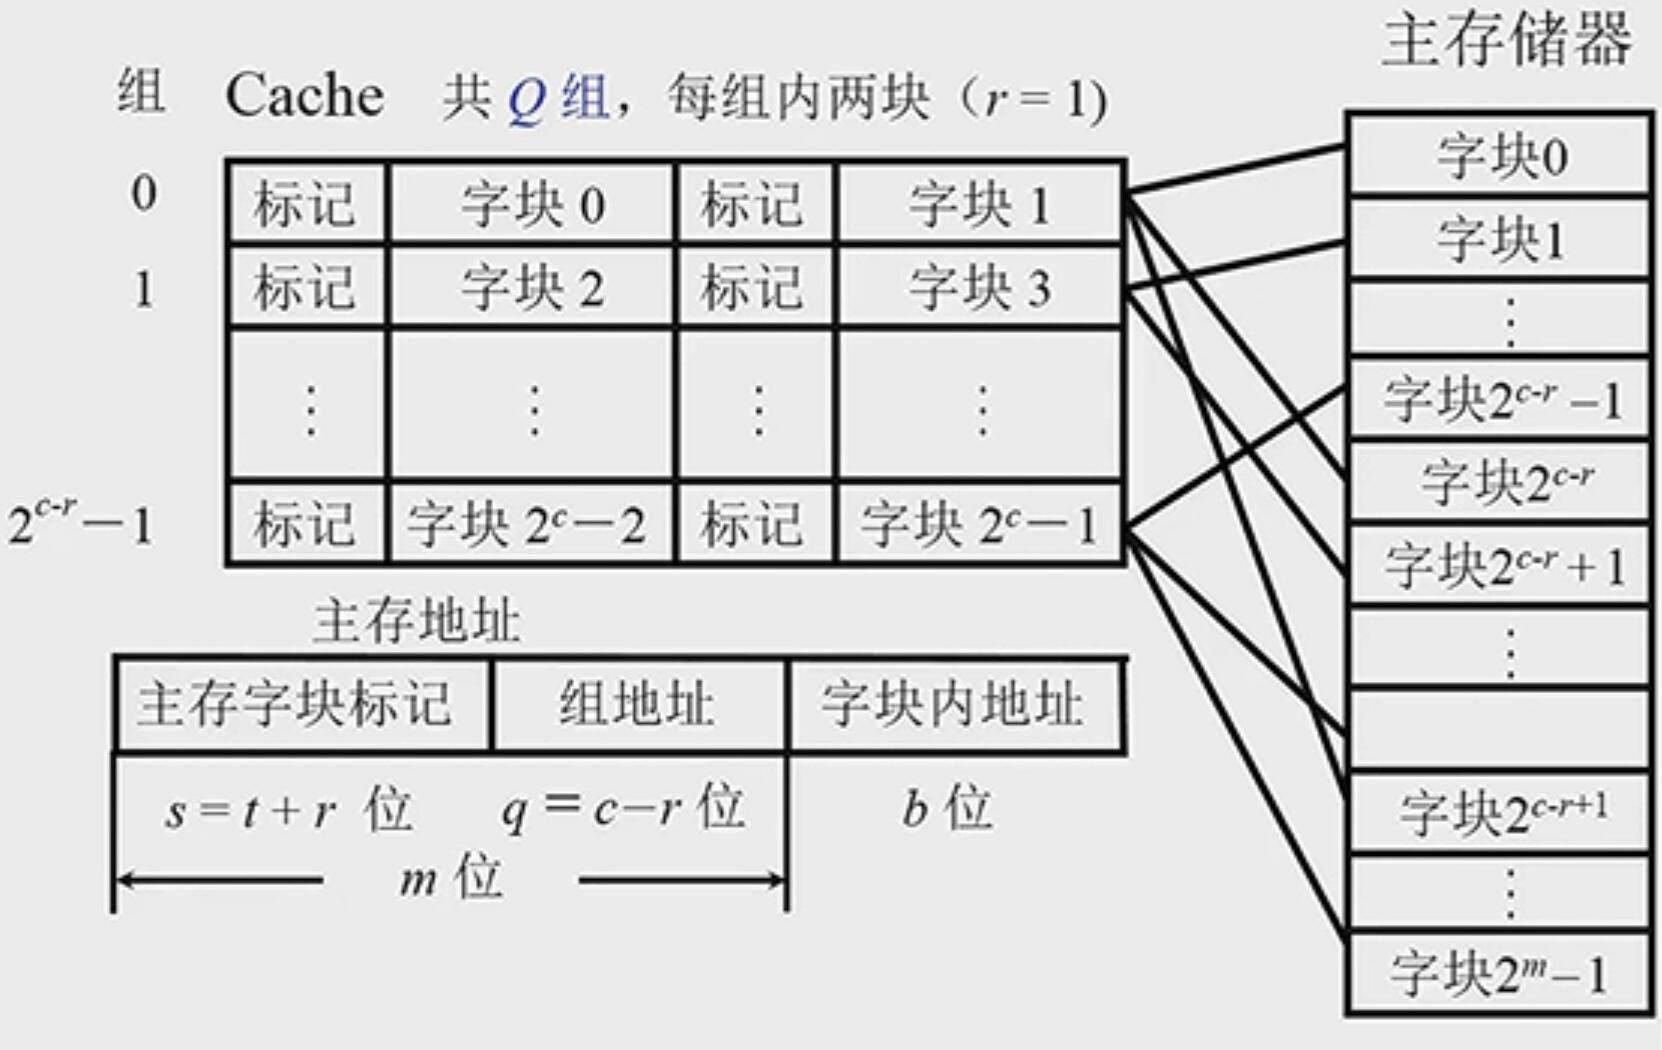 主存储器
组 Cache 共 Q 组，每组内两块（r = 1）
0 标记 字块 0 标记 字块 1
1 标记 字块 2 标记 字块 3
⋮ ⋮ ⋮ ⋮
2^{c-r}－1 标记 字块 2^c－2 标记 字块 2^c－1
字块0
字块1
⋮
字块2^{c-r} –1
字块2^{c-r}
字块2^{c-r} + 1
⋮
字块2^{c-r+1}
⋮
字块2^m – 1
主存地址
主存字块标记 组地址 字块内地址
s = t + r 位 q = c – r 位 b 位
m 位